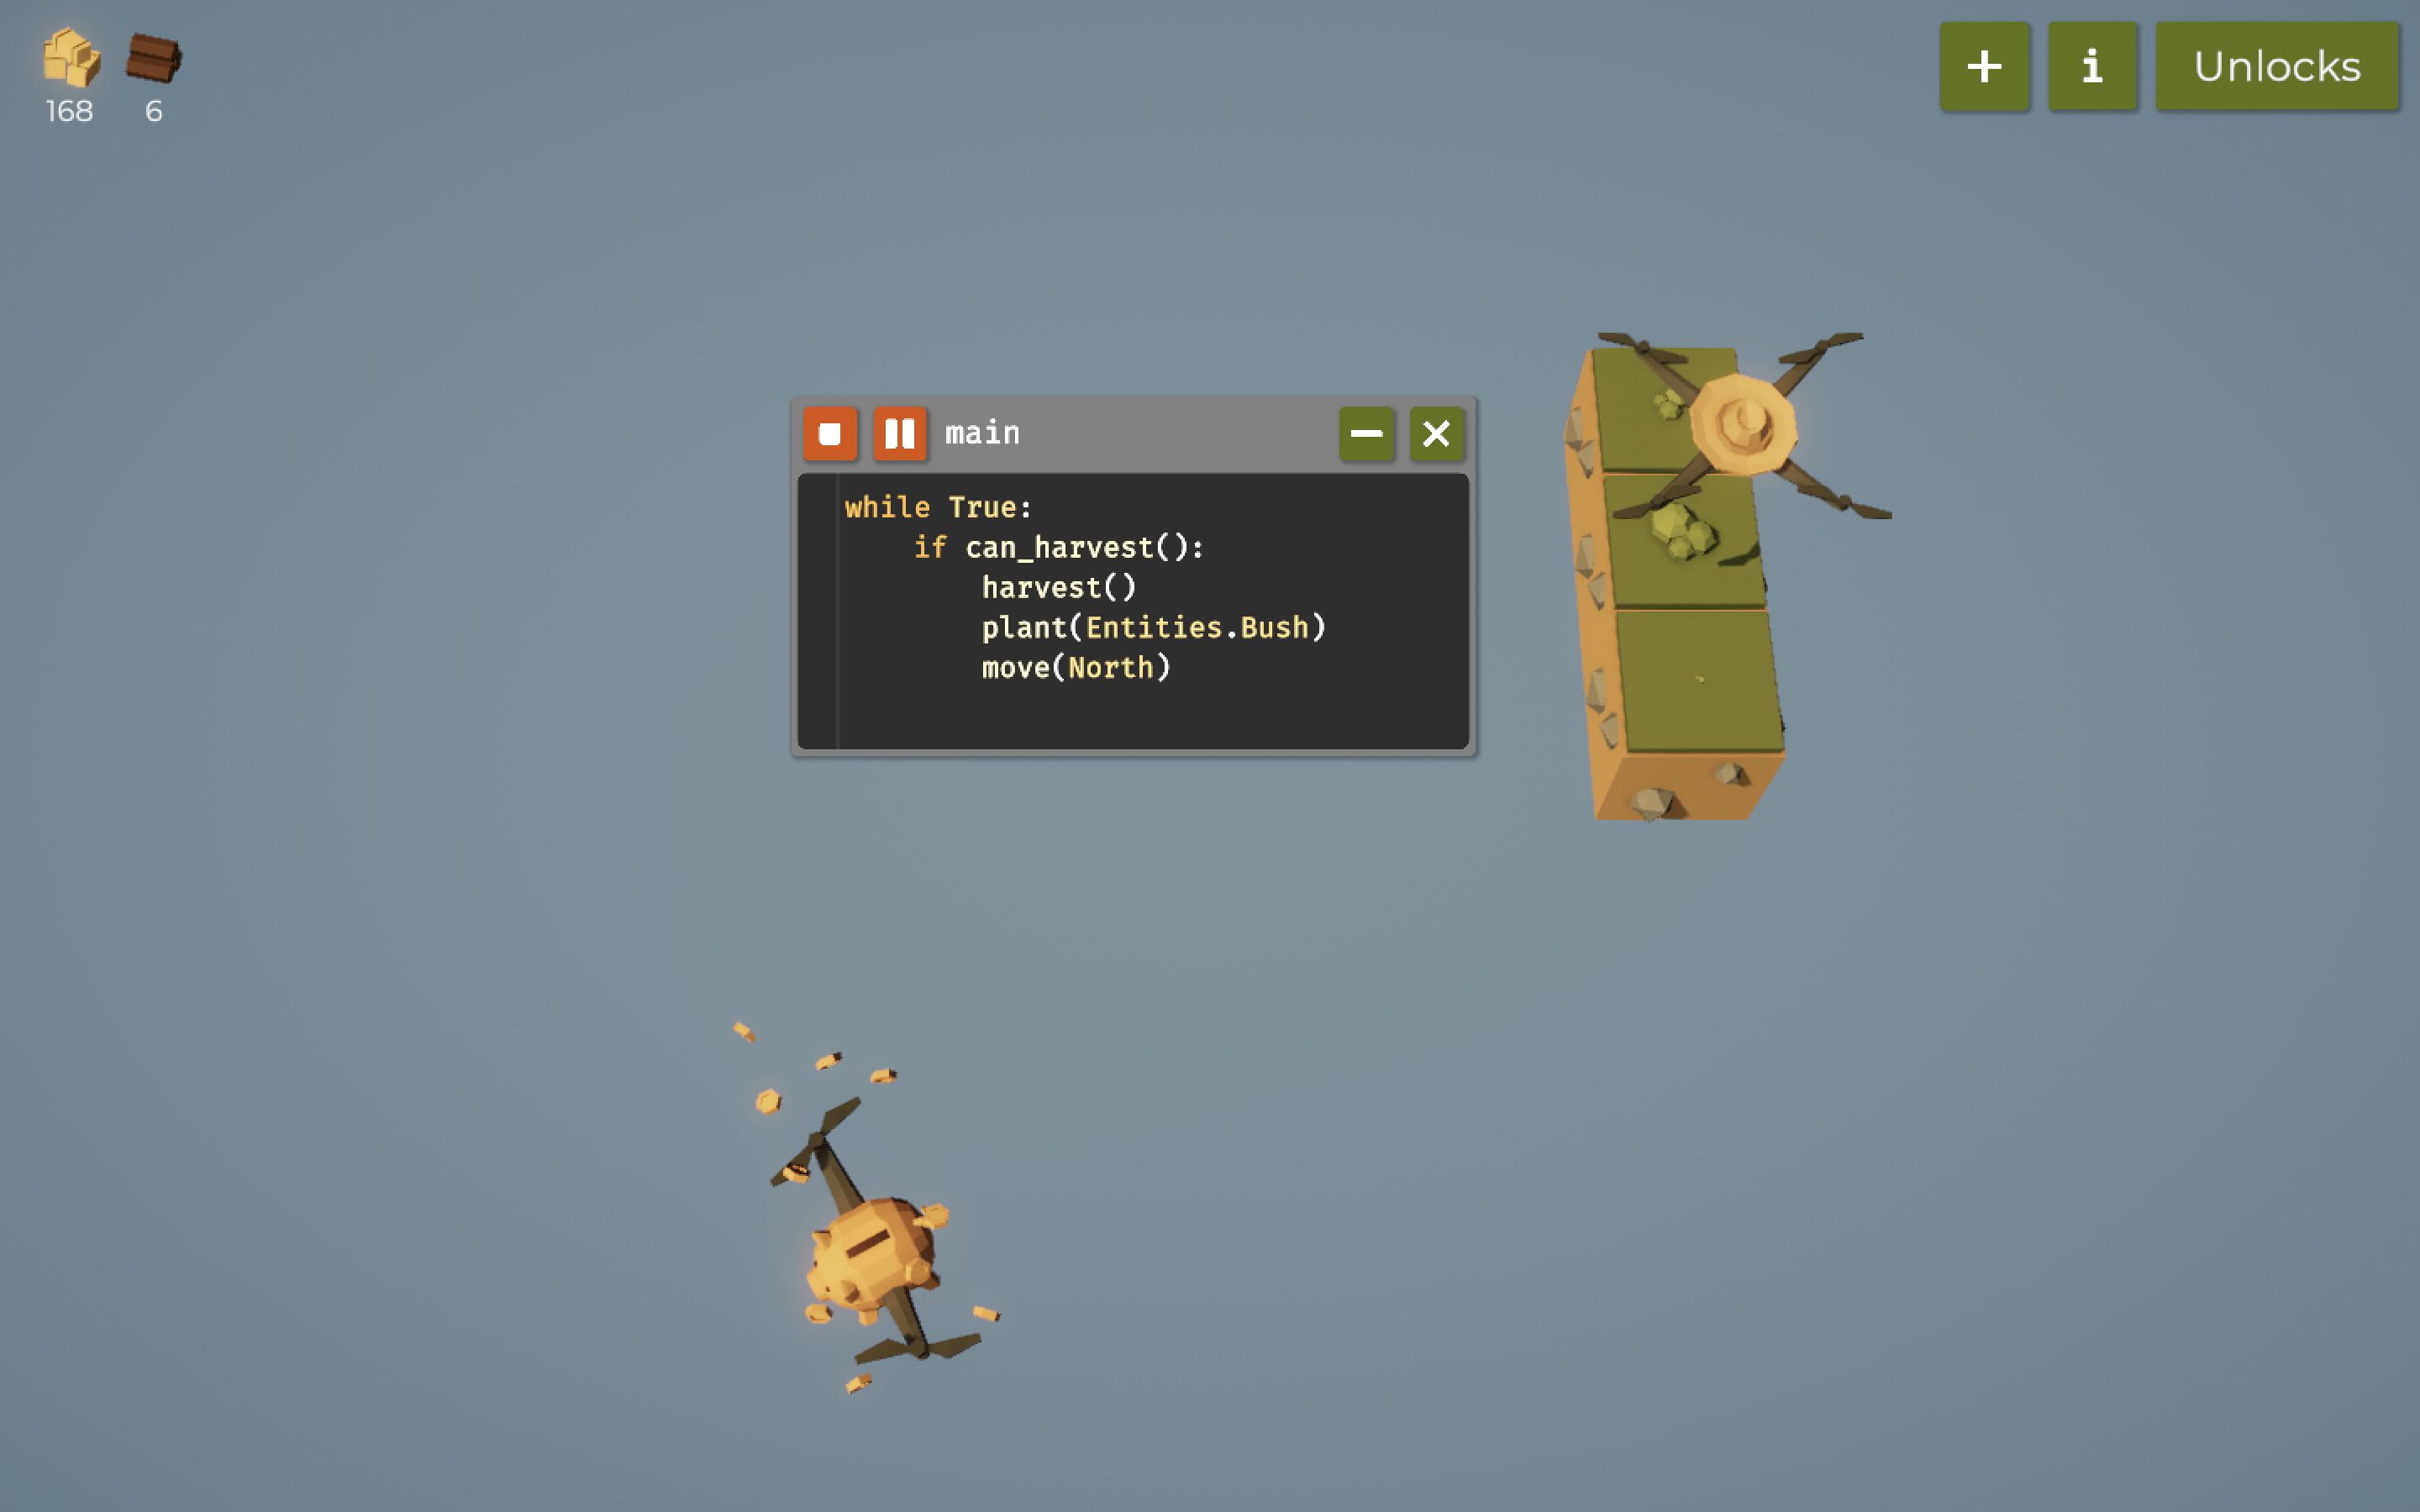 168 6
+ i Unlocks
main
while True:
    if can_harvest():
        harvest()
        plant(Entities.Bush)
        move(North)